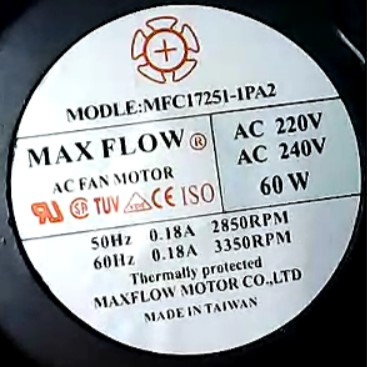 MODLE:MFC17251-1PA2
MAX FLOW®
AC FAN MOTOR
AC 220V
AC 240V
60 W
TUV CE ISO
50Hz 0.18A 2850RPM
60Hz 0.18A 3350RPM
Thermally protected
MAXFLOW MOTOR CO.,LTD
MADE IN TAIWAN